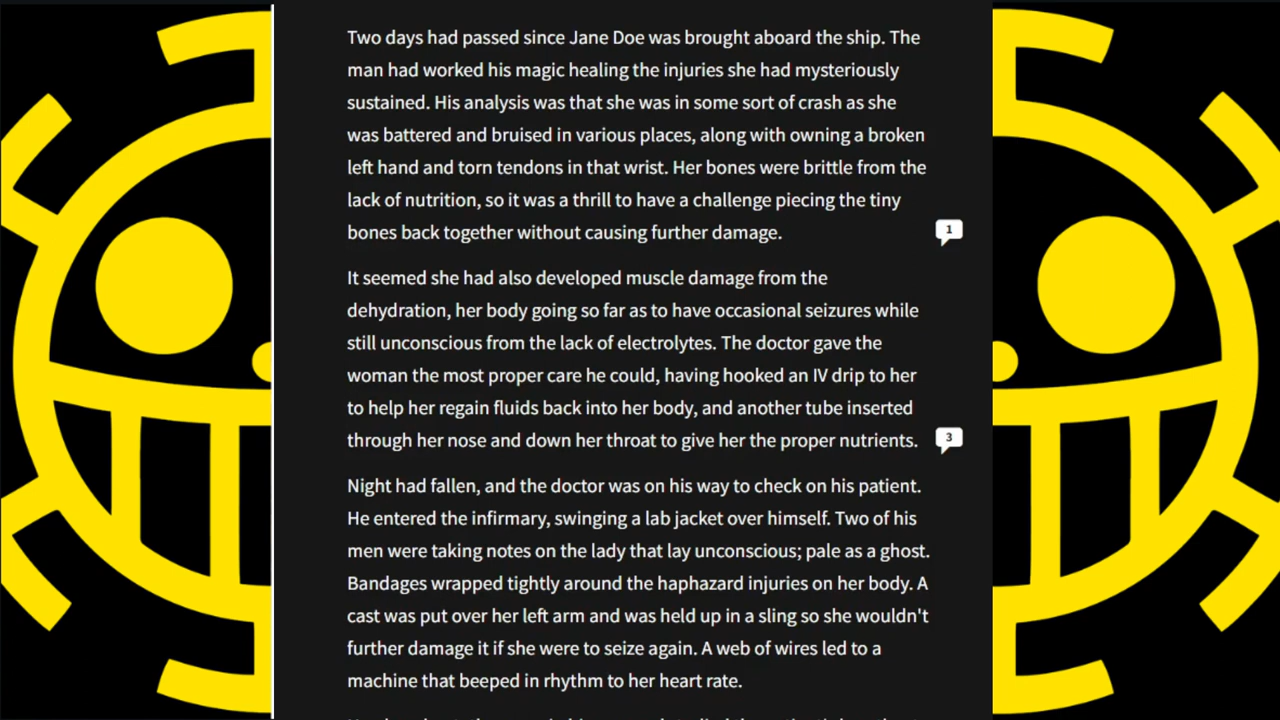 Two days had passed since Jane Doe was brought aboard the ship. The
man had worked his magic healing the injuries she had mysteriously
sustained. His analysis was that she was in some sort of crash as she
was battered and bruised in various places, along with owning a broken
left hand and torn tendons in that wrist. Her bones were brittle from the
lack of nutrition, so it was a thrill to have a challenge piecing the tiny
bones back together without causing further damage.
1
It seemed she had also developed muscle damage from the
dehydration, her body going so far as to have occasional seizures while
still unconscious from the lack of electrolytes. The doctor gave the
woman the most proper care he could, having hooked an IV drip to her
to help her regain fluids back into her body, and another tube inserted
through her nose and down her throat to give her the proper nutrients.
3
Night had fallen, and the doctor was on his way to check on his patient.
He entered the infirmary, swinging a lab jacket over himself. Two of his
men were taking notes on the lady that lay unconscious; pale as a ghost.
Bandages wrapped tightly around the haphazard injuries on her body. A
cast was put over her left arm and was held up in a sling so she wouldn't
further damage it if she were to seize again. A web of wires led to a
machine that beeped in rhythm to her heart rate.